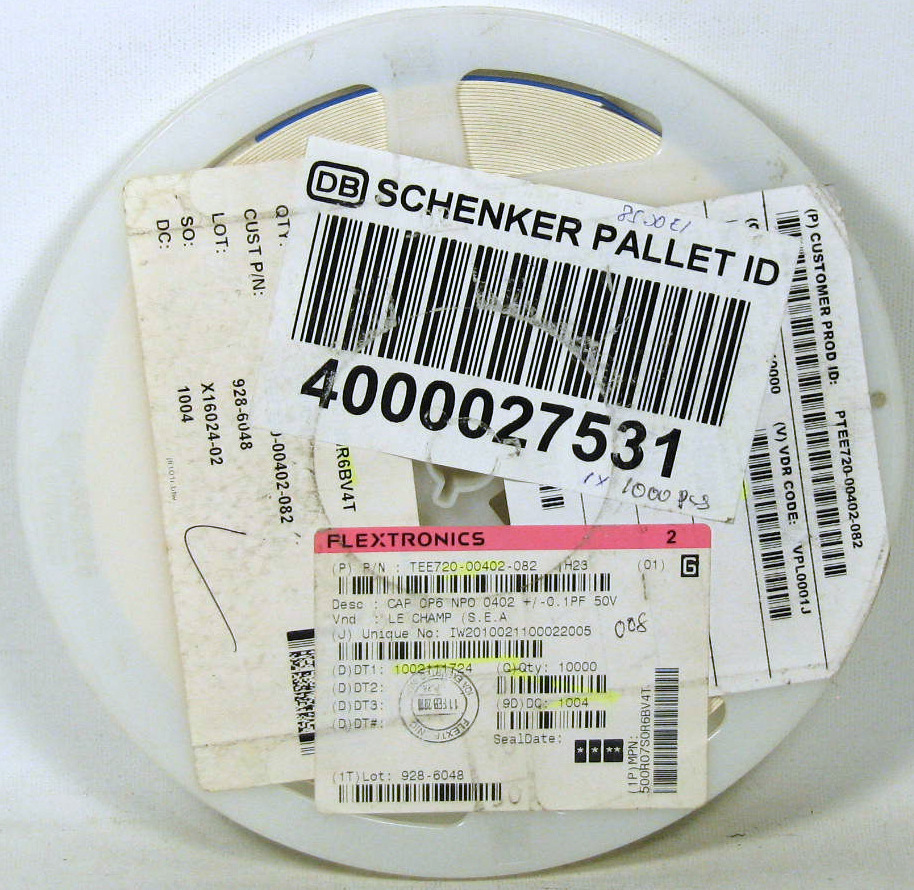 DB SCHENKER PALLET ID
4000027531
1x 1000 pcs
QTY:
CUST P/N:
-00402-082
LOT:
928-6048
SO:
X16024-02
DC:
1004
R6BV4T
(P) CUSTOMER PROD ID:
PTEE720-00402-082
0000
(V) VDR CODE:
VPL0001J
FLEXTRONICS 2
(P) P/N : TEE720-00402-082 H23 (01) G
Desc : CAP 0P6 NPO 0402 +/-0.1PF 50V
Vnd : LE CHAMP (S.E.A
(J) Unique No: IW2010021100022005
008
(D)DT1: 1002111724 (Q)Qty: 10000
(D)DT2:
(D)DT3: (9D)DC: 1004
(D)DT#:
SealDate: * * **
(1T)Lot: 928-6048
(1P)MPN:
500R07S0R6BV4T